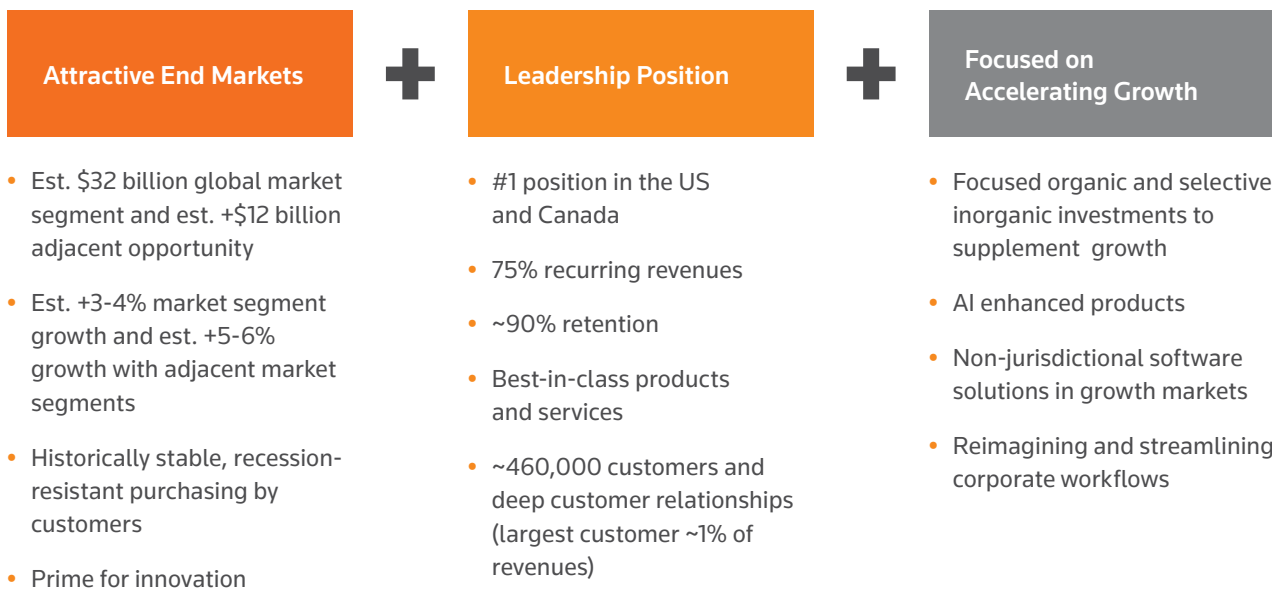 Attractive End Markets
• Est. $32 billion global market
segment and est. +$12 billion
adjacent opportunity
• Est. +3-4% market segment
growth and est. +5-6%
growth with adjacent market
segments
• Historically stable, recession-
resistant purchasing by
customers
• Prime for innovation
Leadership Position
• #1 position in the US
and Canada
• 75% recurring revenues
• ~90% retention
• Best-in-class products
and services
• ~460,000 customers and
deep customer relationships
(largest customer ~1% of
revenues)
Focused on
Accelerating Growth
• Focused organic and selective
inorganic investments to
supplement growth
• AI enhanced products
• Non-jurisdictional software
solutions in growth markets
• Reimagining and streamlining
corporate workflows